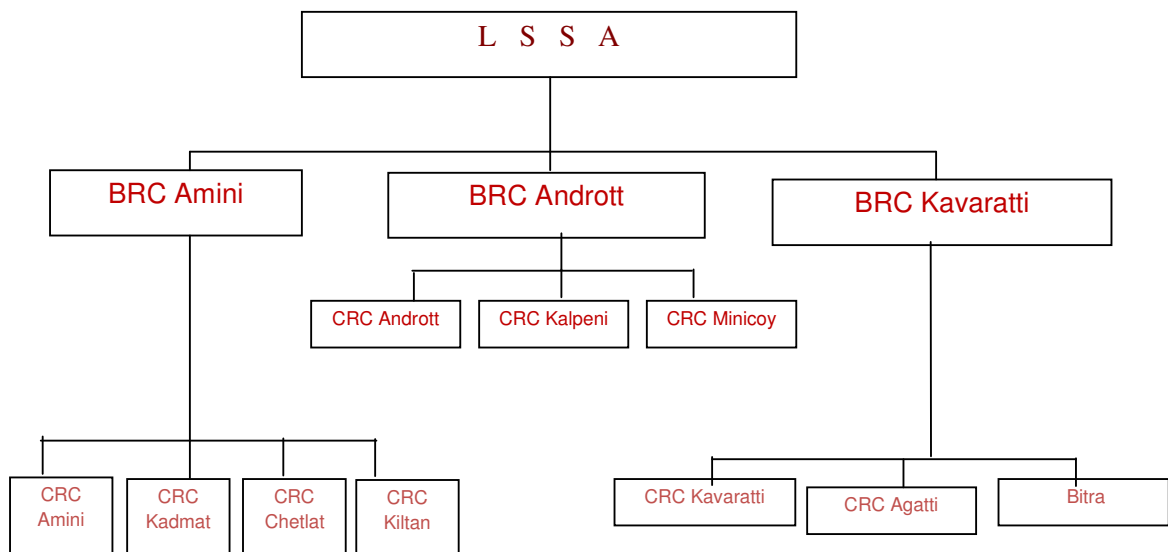 L S S A
BRC Amini
BRC Andrott
BRC Kavaratti
CRC Andrott
CRC Kalpeni
CRC Minicoy
CRC
Amini
CRC
Kadmat
CRC
Chetlat
CRC
Kiltan
CRC Kavaratti
CRC Agatti
Bitra